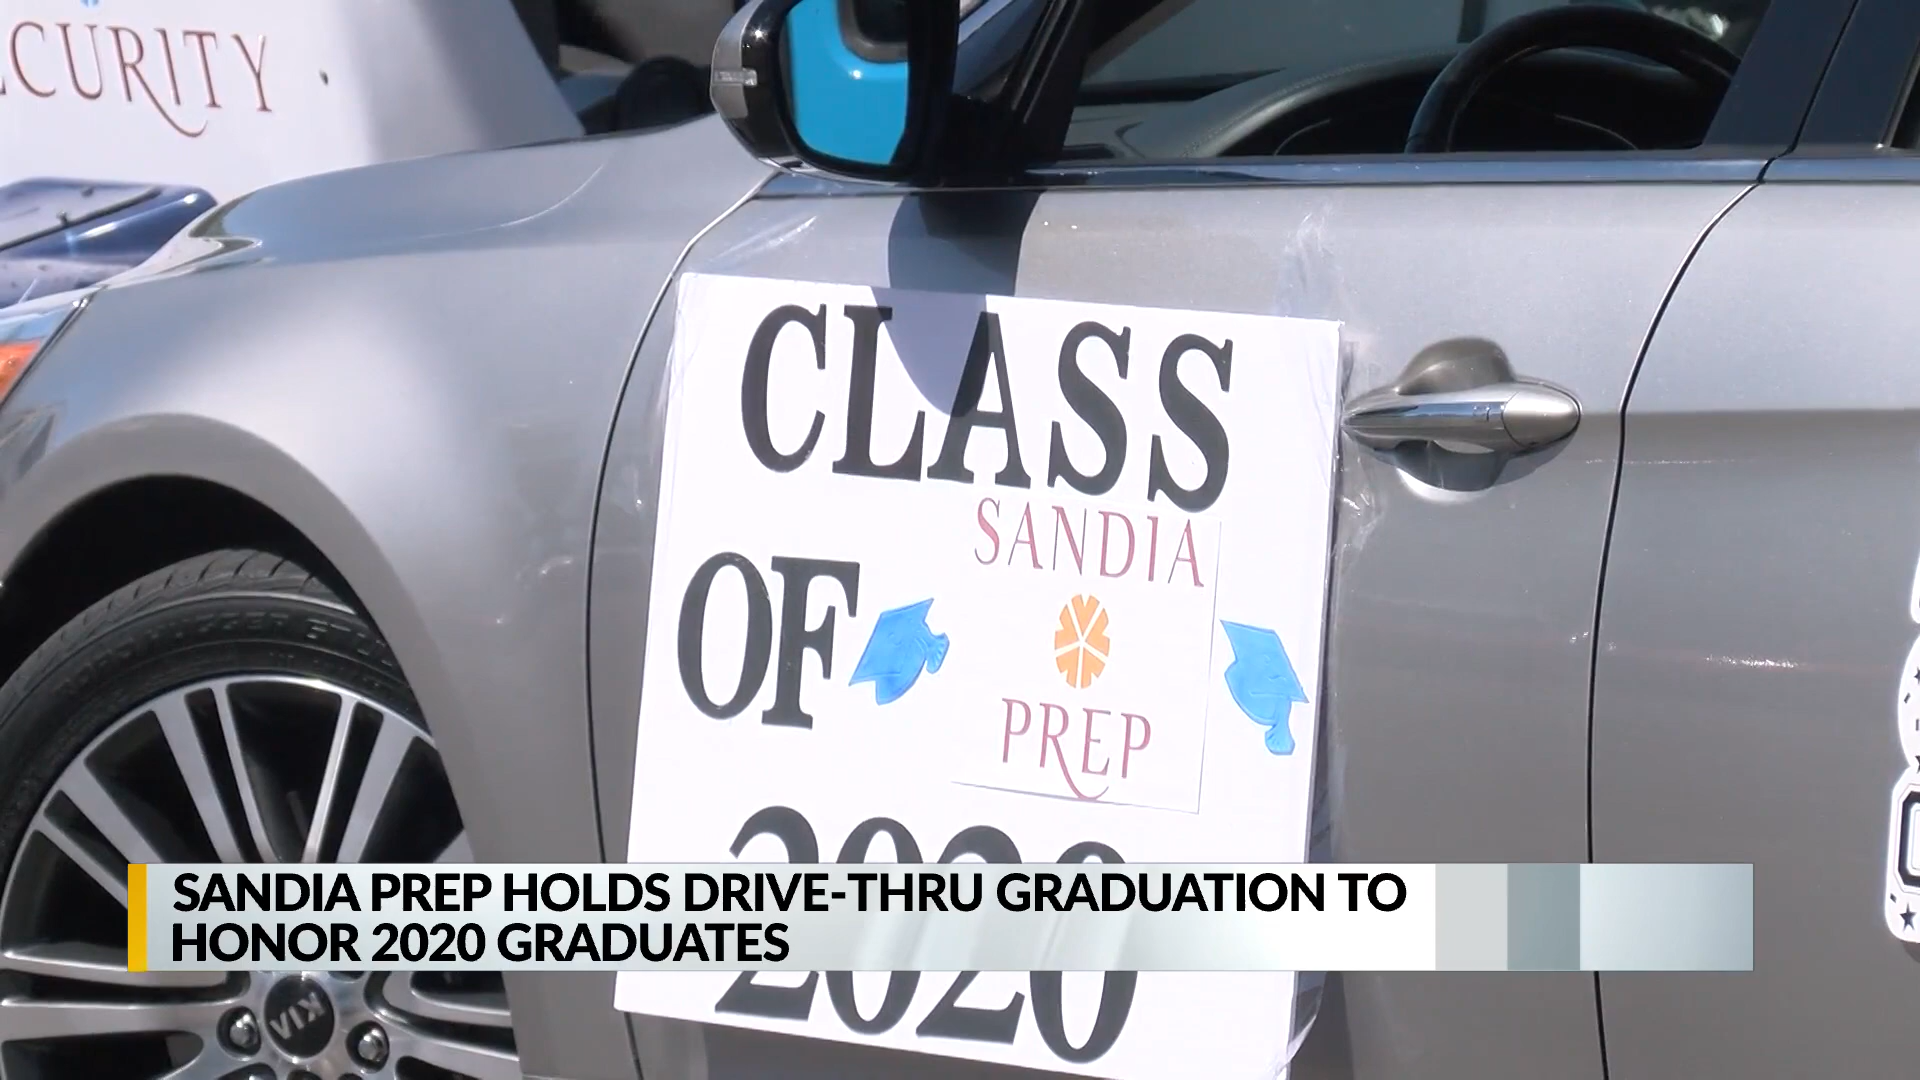 CURITY
CLASS
OF
SANDIA
PREP
2020
SANDIA PREP HOLDS DRIVE-THRU GRADUATION TO
HONOR 2020 GRADUATES
KIA